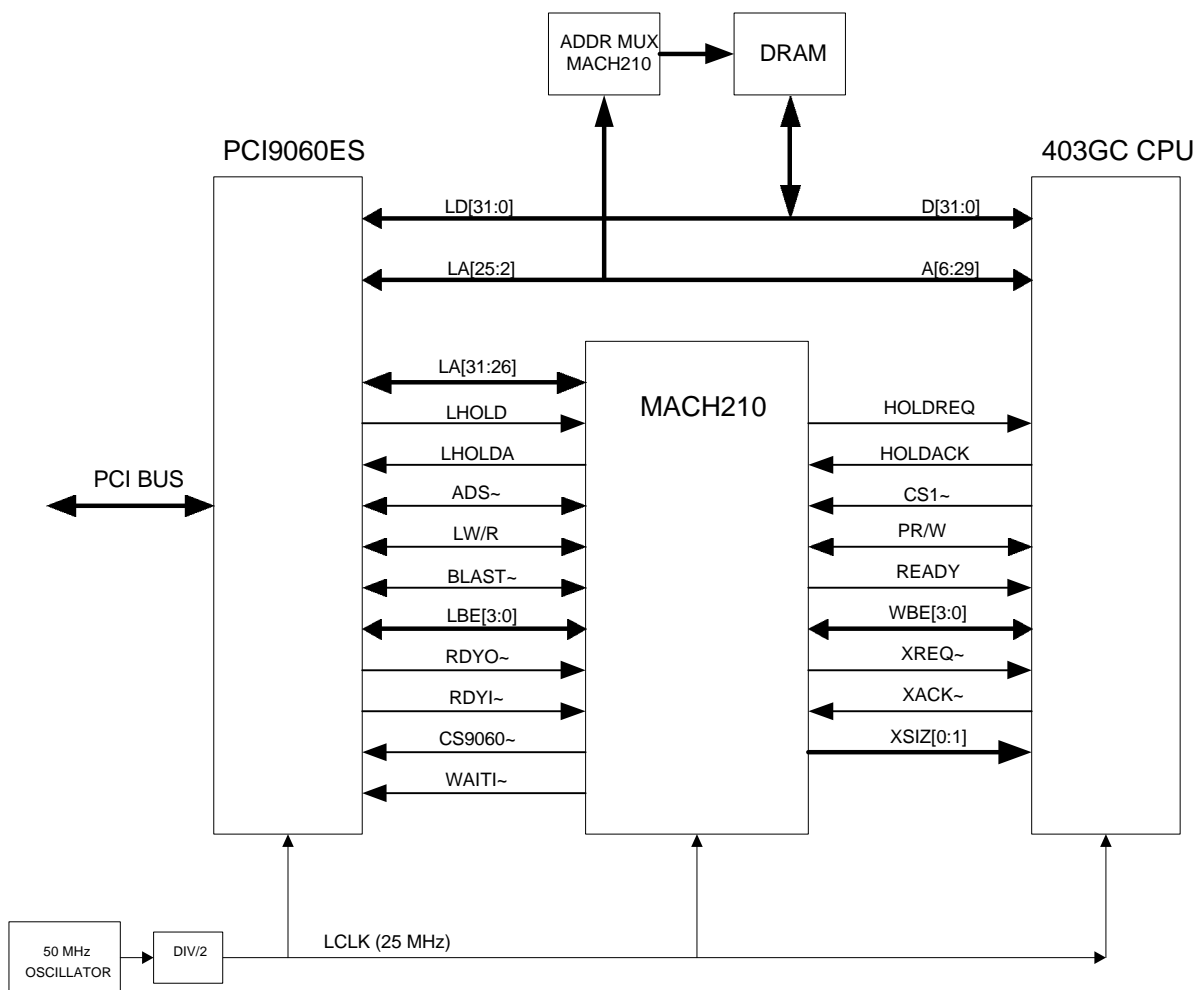 ADDR MUX
MACH210
DRAM
PCI9060ES
403GC CPU
LD[31:0]
D[31:0]
LA[25:2]
A[6:29]
LA[31:26]
MACH210
LHOLD
HOLDREQ
LHOLDA
HOLDACK
PCI BUS
ADS~
CS1~
LW/R
PR/W
BLAST~
READY
LBE[3:0]
WBE[3:0]
RDYO~
XREQ~
RDYI~
XACK~
CS9060~
XSIZ[0:1]
WAITI~
50 MHz
OSCILLATOR
DIV/2
LCLK (25 MHz)